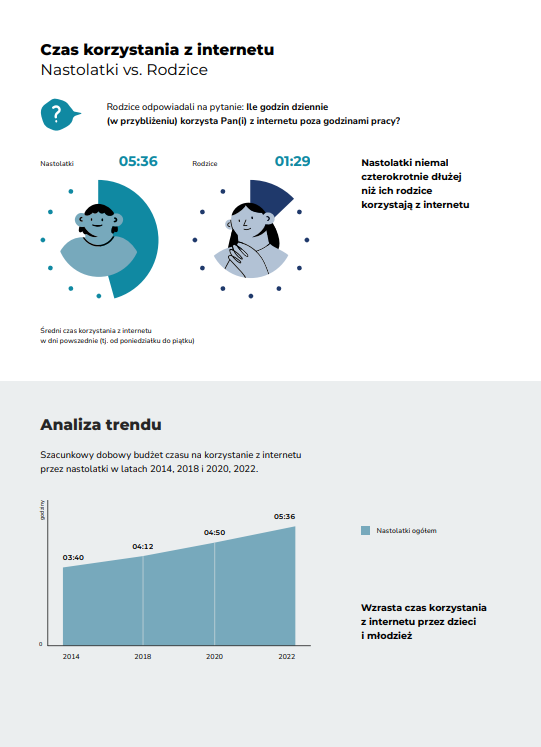 Czas korzystania z internetu
Nastolatki vs. Rodzice
?
Rodzice odpowiadali na pytanie: Ile godzin dziennie
(w przybliżeniu) korzysta Pan(i) z internetu poza godzinami pracy?
Nastolatki 05:36
Rodzice 01:29
Nastolatki niemal
czterokrotnie dłużej
niż ich rodzice
korzystają z internetu
Średni czas korzystania z internetu
w dni powszednie (tj. od poniedziałku do piątku)
Analiza trendu
Szacunkowy dobowy budżet czasu na korzystanie z internetu
przez nastolatki w latach 2014, 2018 i 2020, 2022.
godziny
03:40
04:12
04:50
05:36
0
2014 2018 2020 2022
Nastolatki ogółem
Wzrasta czas korzystania
z internetu przez dzieci
i młodzież